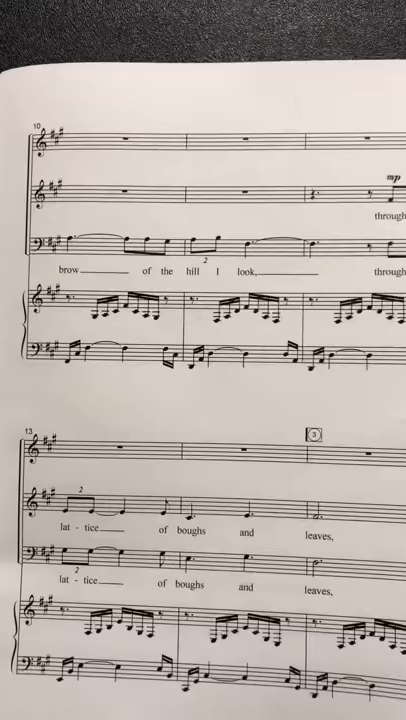 10
mp
through
2
brow of the hill I look, through
13
3
2
lat - tice of boughs and leaves,
2
lat - tice of boughs and leaves,